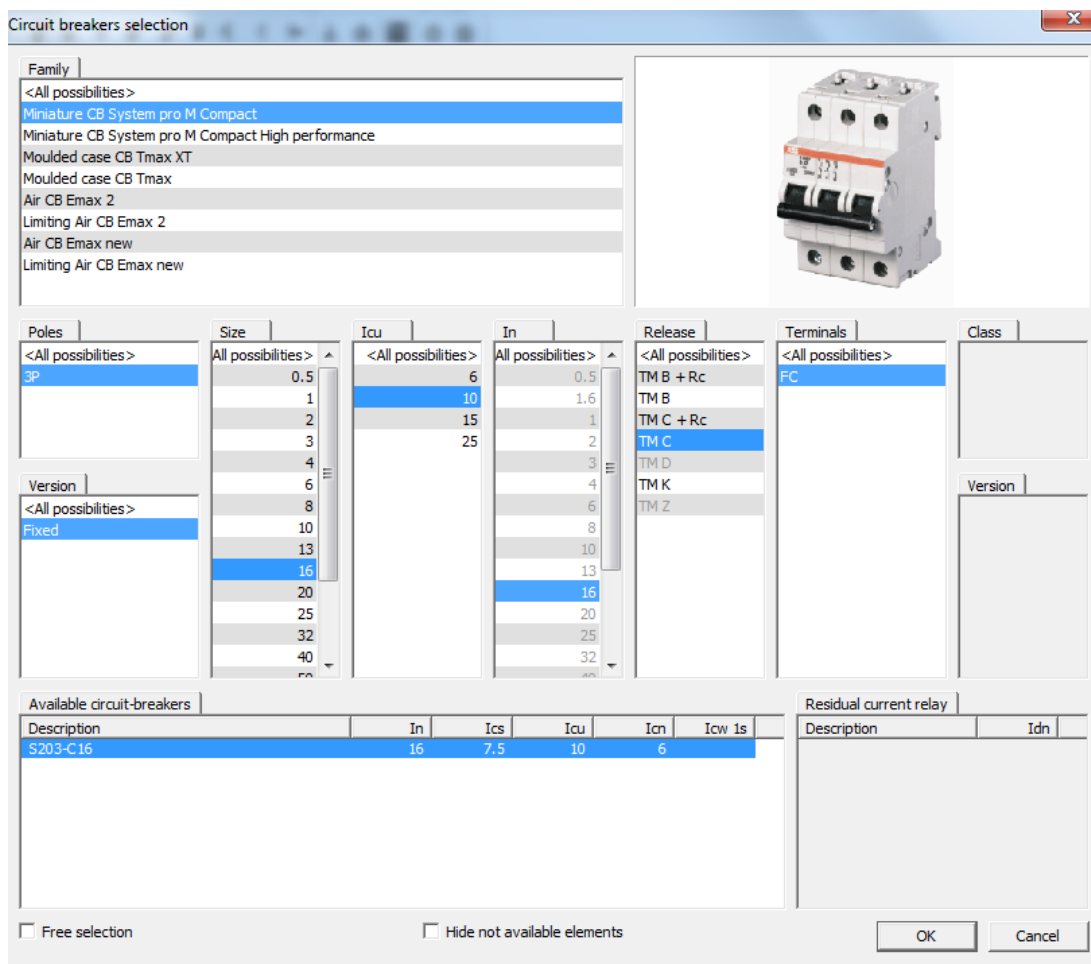 Circuit breakers selection
Family
<All possibilities>
Miniature CB System pro M Compact
Miniature CB System pro M Compact High performance
Moulded case CB Tmax XT
Moulded case CB Tmax
Air CB Emax 2
Limiting Air CB Emax 2
Air CB Emax new
Limiting Air CB Emax new
Poles
<All possibilities>
3P
Version
<All possibilities>
Fixed
Size
All possibilities>
0.5
1
2
3
4
6
8
10
13
16
20
25
32
40
Icu
<All possibilities>
6
10
15
25
In
All possibilities>
0.5
1.6
1
2
3
4
6
8
10
13
16
20
25
32
Release
<All possibilities>
TM B + Rc
TM B
TM C + Rc
TM C
TM D
TM K
TM Z
Terminals
<All possibilities>
FC
Class
Version
Available circuit-breakers
Description In Ics Icu Icn Icw 1s
S203-C16 16 7.5 10 6
Residual current relay
Description Idn
Free selection
Hide not available elements
OK
Cancel